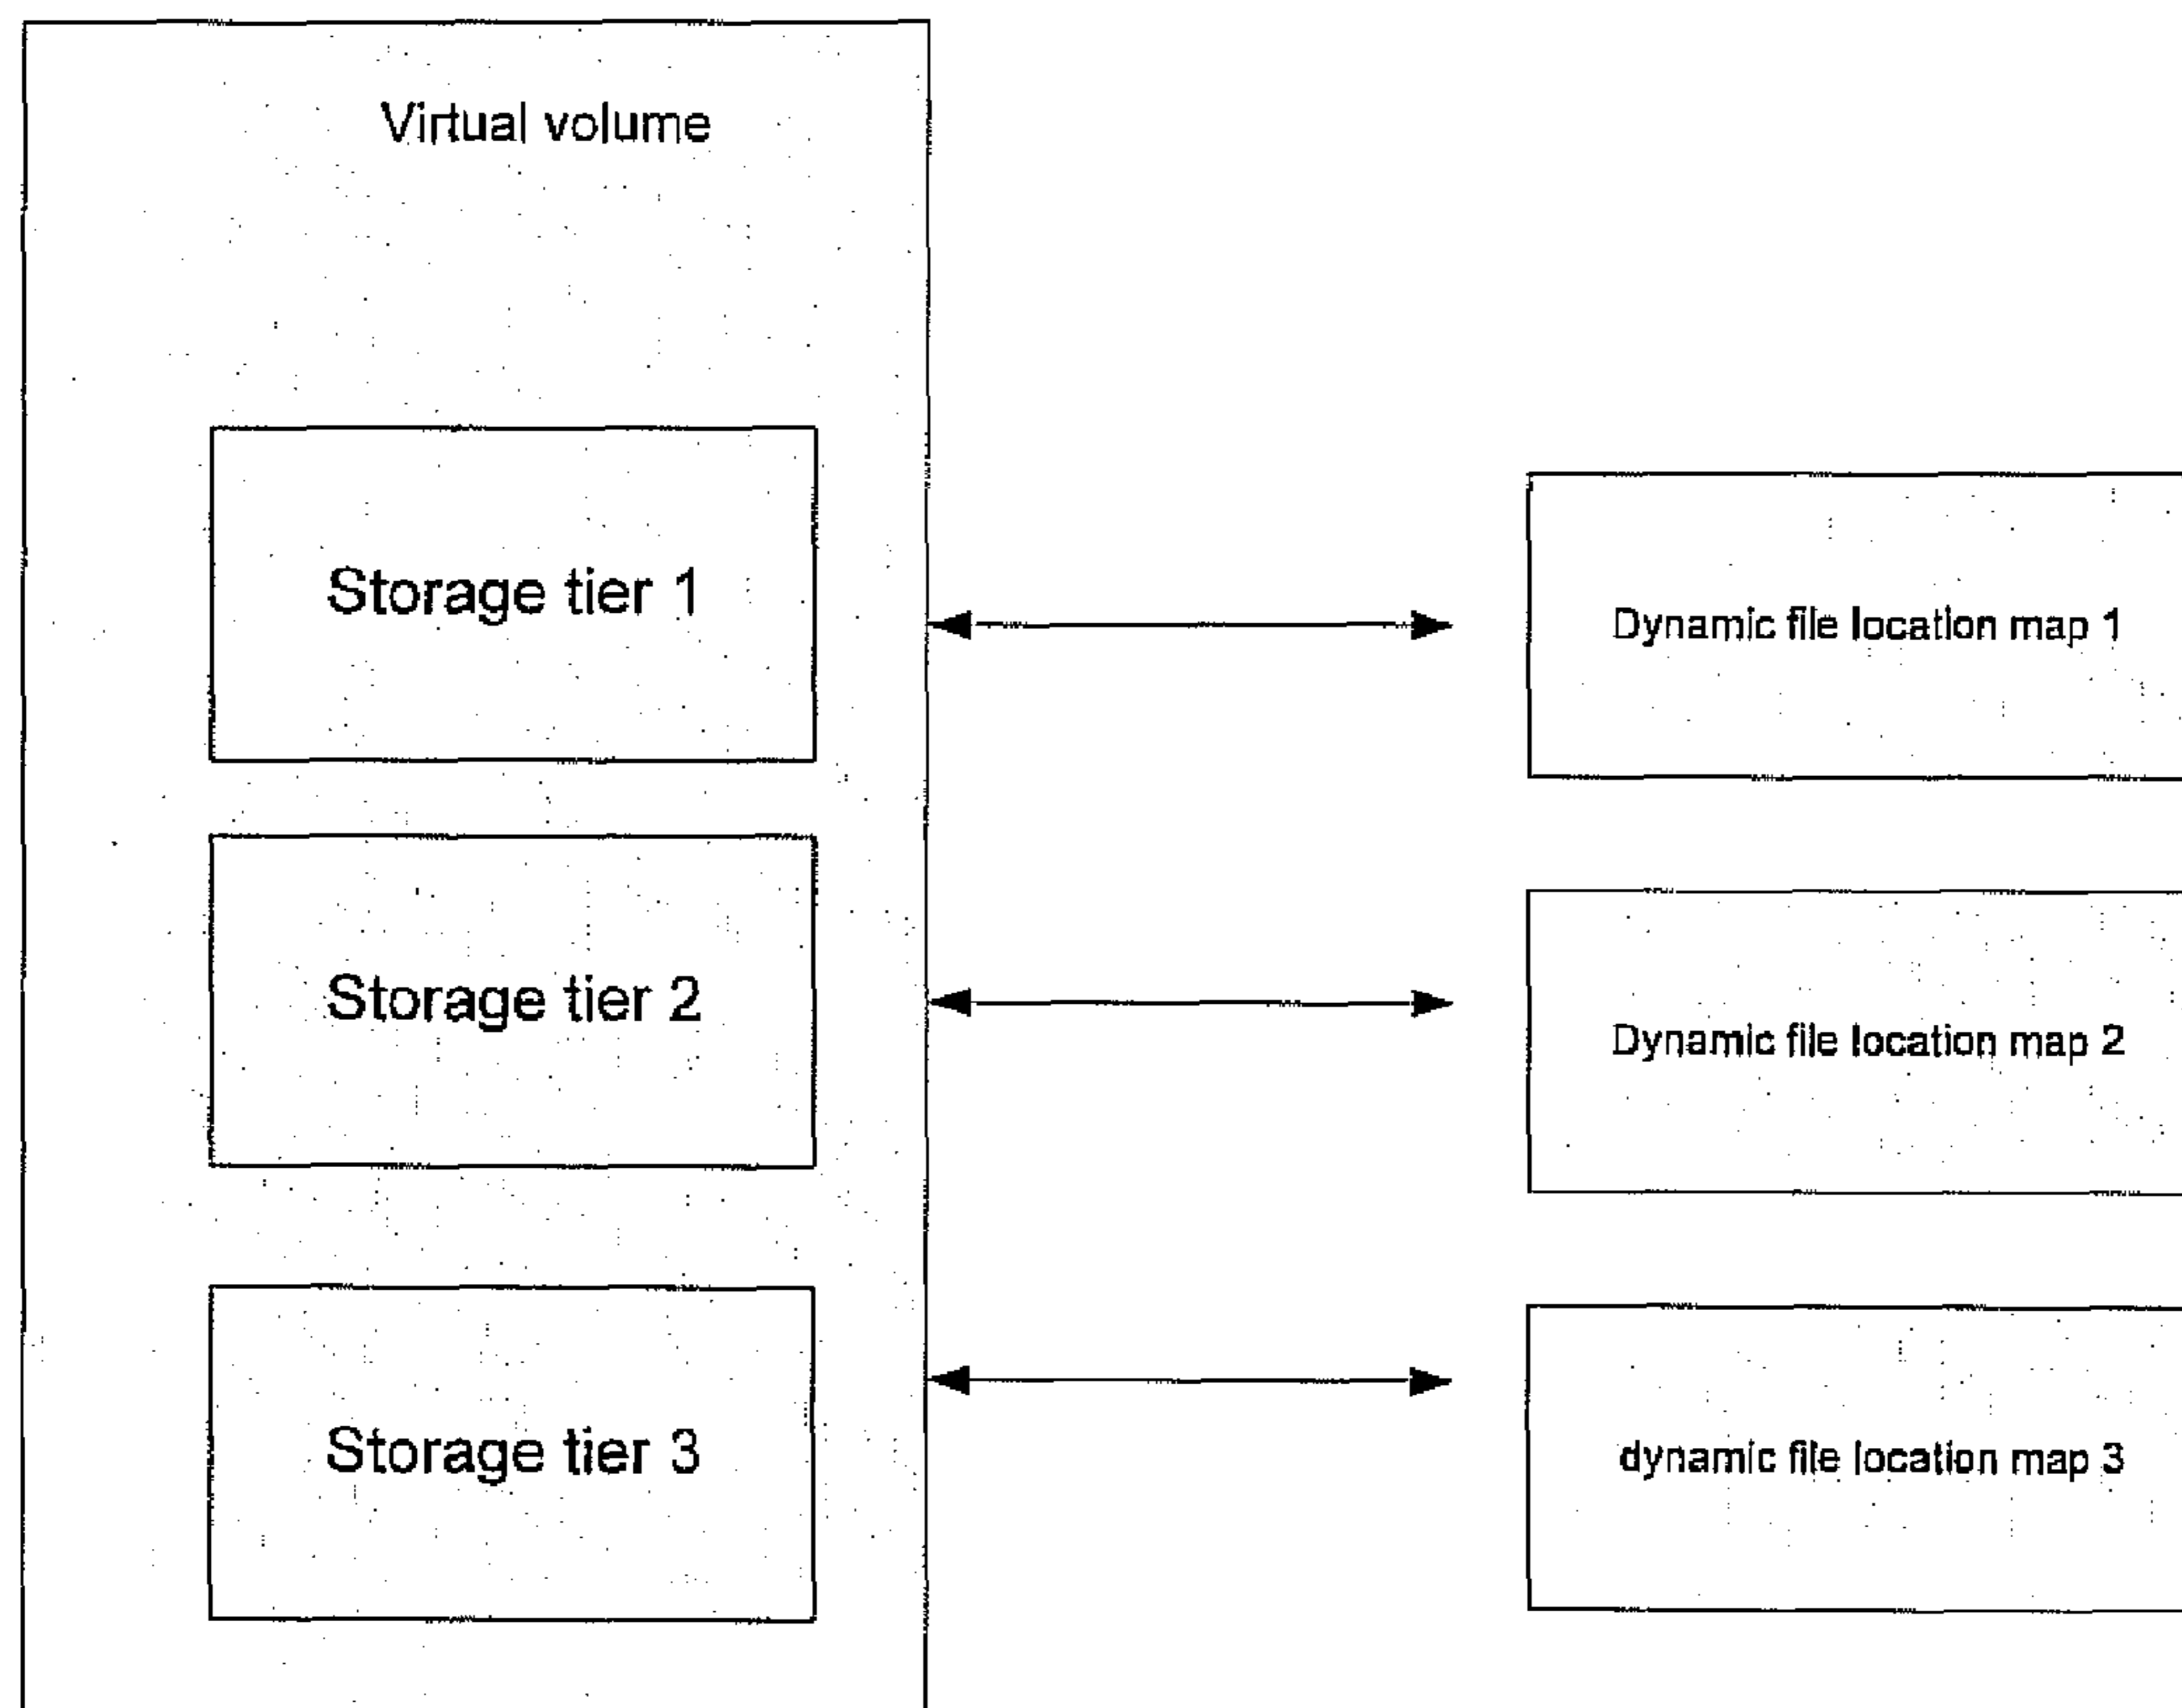 Virtual volume
Storage tier 1
Dynamic file location map 1
Storage tier 2
Dynamic file location map 2
Storage tier 3
dynamic file location map 3